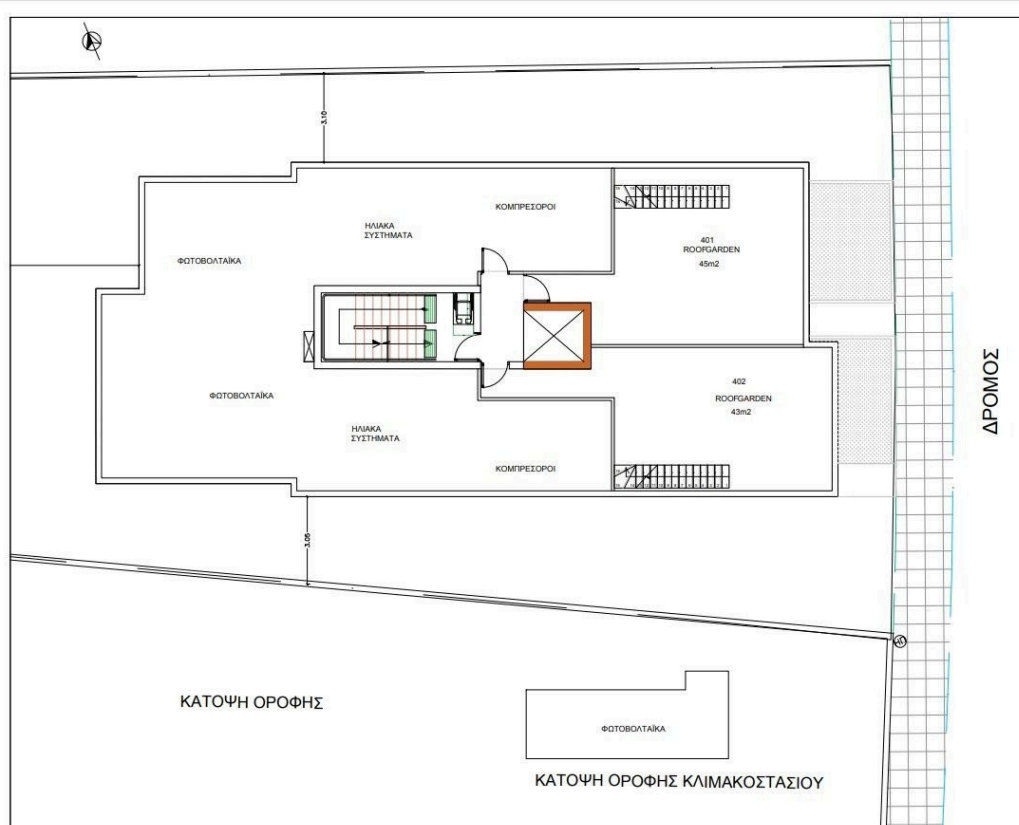 3.10
ΚΟΜΠΡΕΣΟΡΟΙ
ΗΛΙΑΚΑ
ΣΥΣΤΗΜΑΤΑ
401
ROOFGARDEN
45m2
ΦΩΤΟΒΟΛΤΑΪΚΑ
ΔΡΟΜΟΣ
402
ROOFGARDEN
43m2
ΦΩΤΟΒΟΛΤΑΪΚΑ
ΗΛΙΑΚΑ
ΣΥΣΤΗΜΑΤΑ
ΚΟΜΠΡΕΣΟΡΟΙ
3.05
ΚΑΤΟΨΗ ΟΡΟΦΗΣ
ΦΩΤΟΒΟΛΤΑΪΚΑ
ΚΑΤΟΨΗ ΟΡΟΦΗΣ ΚΛΙΜΑΚΟΣΤΑΣΙΟΥ